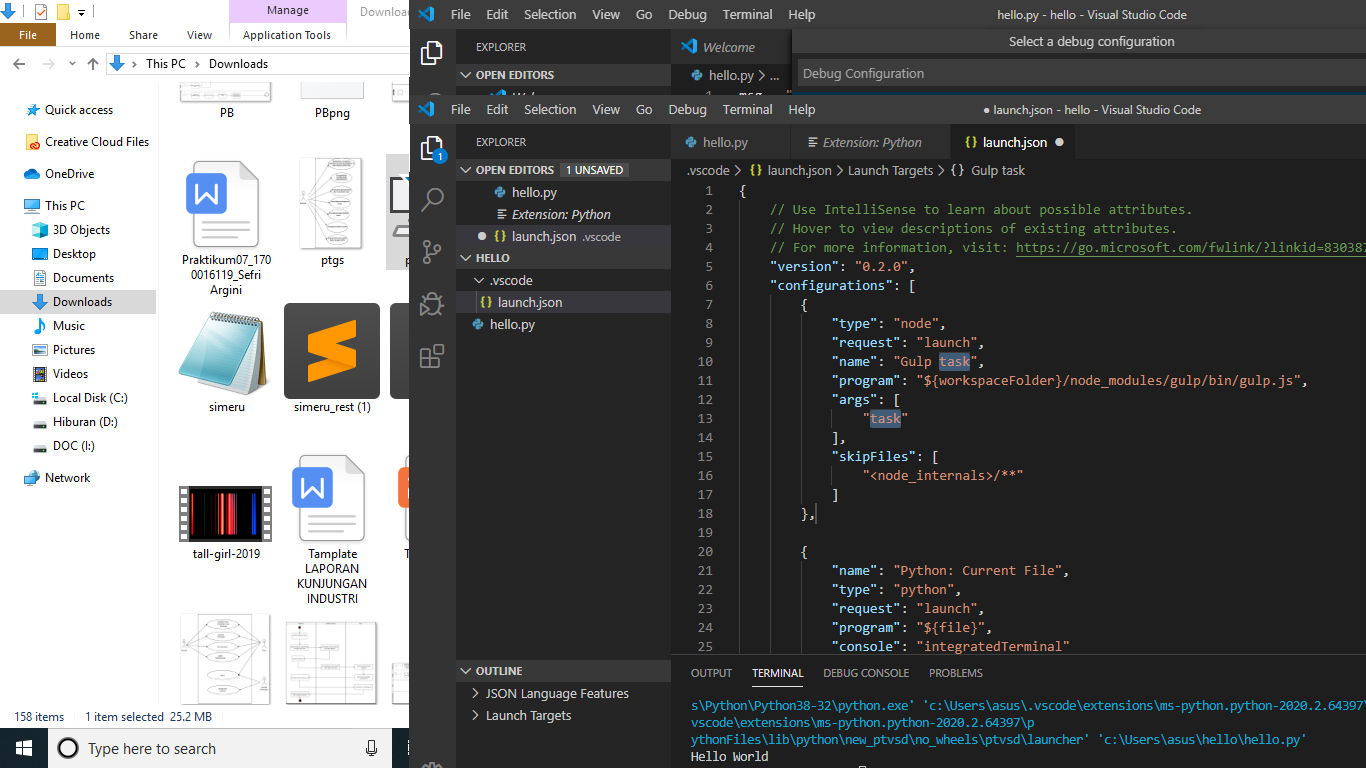 Manage
Downloa
File
Home
Share
View
Application Tools
This PC
Downloads
Quick access
Creative Cloud Files
OneDrive
This PC
3D Objects
Desktop
Documents
Downloads
Music
Pictures
Videos
Local Disk (C:)
Hiburan (D:)
DOC (I:)
Network
PB
PBpng
Praktikum07_170
0016119_Sefri
Argini
ptgs
simeru
simeru_rest (1)
tall-girl-2019
Tamplate
LAPORAN
KUNJUNGAN
INDUSTRI
158 items
1 item selected 25.2 MB
Type here to search
File Edit Selection View Go Debug Terminal Help
hello.py - hello - Visual Studio Code
EXPLORER
Welcome
Select a debug configuration
OPEN EDITORS
hello.py > ...
Debug Configuration
File Edit Selection View Go Debug Terminal Help
● launch.json - hello - Visual Studio Code
EXPLORER
1
OPEN EDITORS 1 UNSAVED
hello.py
Extension: Python
launch.json .vscode
HELLO
.vscode
launch.json
hello.py
OUTLINE
JSON Language Features
Launch Targets
hello.py
Extension: Python
{} launch.json
.vscode > {} launch.json > Launch Targets > {} Gulp task
1 {
2 // Use IntelliSense to learn about possible attributes.
3 // Hover to view descriptions of existing attributes.
4 // For more information, visit: https://go.microsoft.com/fwlink/?linkid=830387
5 "version": "0.2.0",
6 "configurations": [
7 {
8 "type": "node",
9 "request": "launch",
10 "name": "Gulp task",
11 "program": "${workspaceFolder}/node_modules/gulp/bin/gulp.js",
12 "args": [
13 "task"
14 ],
15 "skipFiles": [
16 "<node_internals>/**"
17 ]
18 },
19
20 {
21 "name": "Python: Current File",
22 "type": "python",
23 "request": "launch",
24 "program": "${file}",
25 "console": "integratedTerminal"
OUTPUT TERMINAL DEBUG CONSOLE PROBLEMS
s\Python\Python38-32\python.exe' 'c:\Users\asus\.vscode\extensions\ms-python.python-2020.2.64397\
vscode\extensions\ms-python.python-2020.2.64397\p
ythonFiles\lib\python\new_ptvsd\no_wheels\ptvsd\launcher' 'c:\Users\asus\hello\hello.py'
Hello World